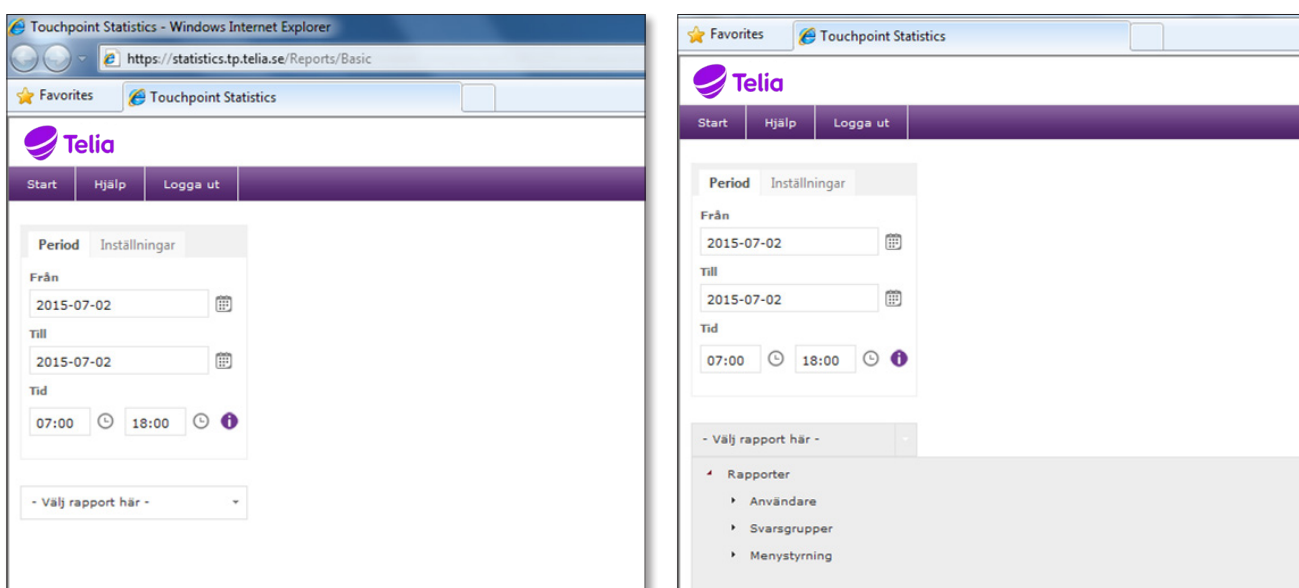 Touchpoint Statistics - Windows Internet Explorer
https://statistics.tp.telia.se/Reports/Basic
Favorites Touchpoint Statistics
Telia
Start Hjälp Logga ut
Period Inställningar
Från
2015-07-02
Till
2015-07-02
Tid
07:00 18:00
- Välj rapport här -
Favorites Touchpoint Statistics
Telia
Start Hjälp Logga ut
Period Inställningar
Från
2015-07-02
Till
2015-07-02
Tid
07:00 18:00
- Välj rapport här -
Rapporter
Användare
Svarsgrupper
Menystyrning